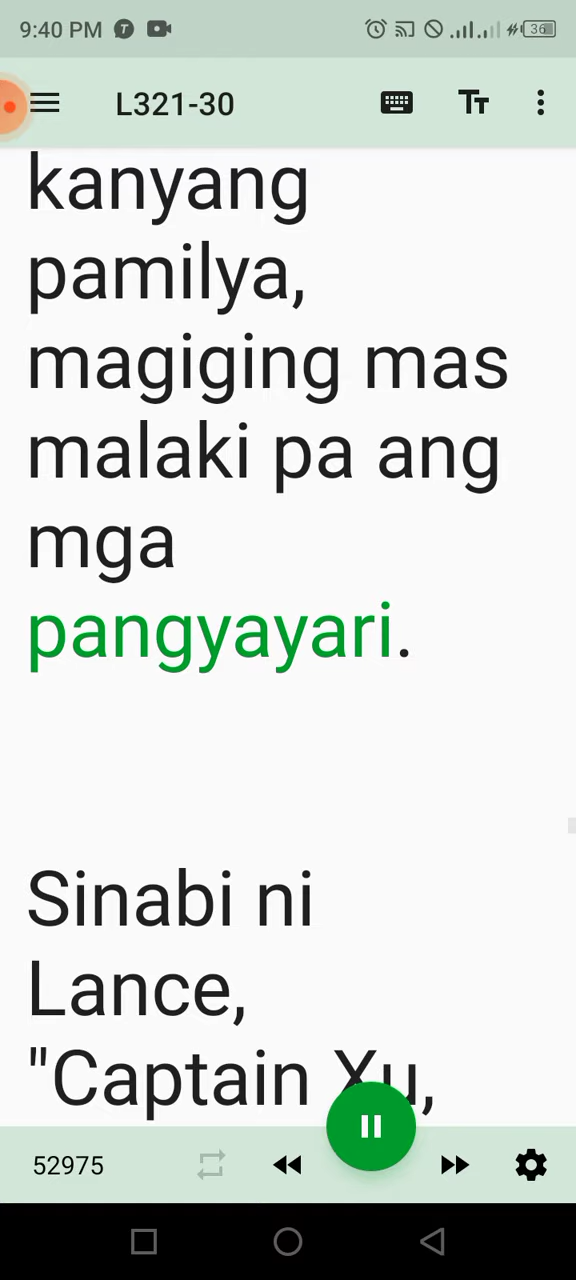 9:40 PM
36
L321-30
kanyang
pamilya,
magiging mas
malaki pa ang
mga
pangyayari.
Sinabi ni
Lance,
"Captain Xu,
52975